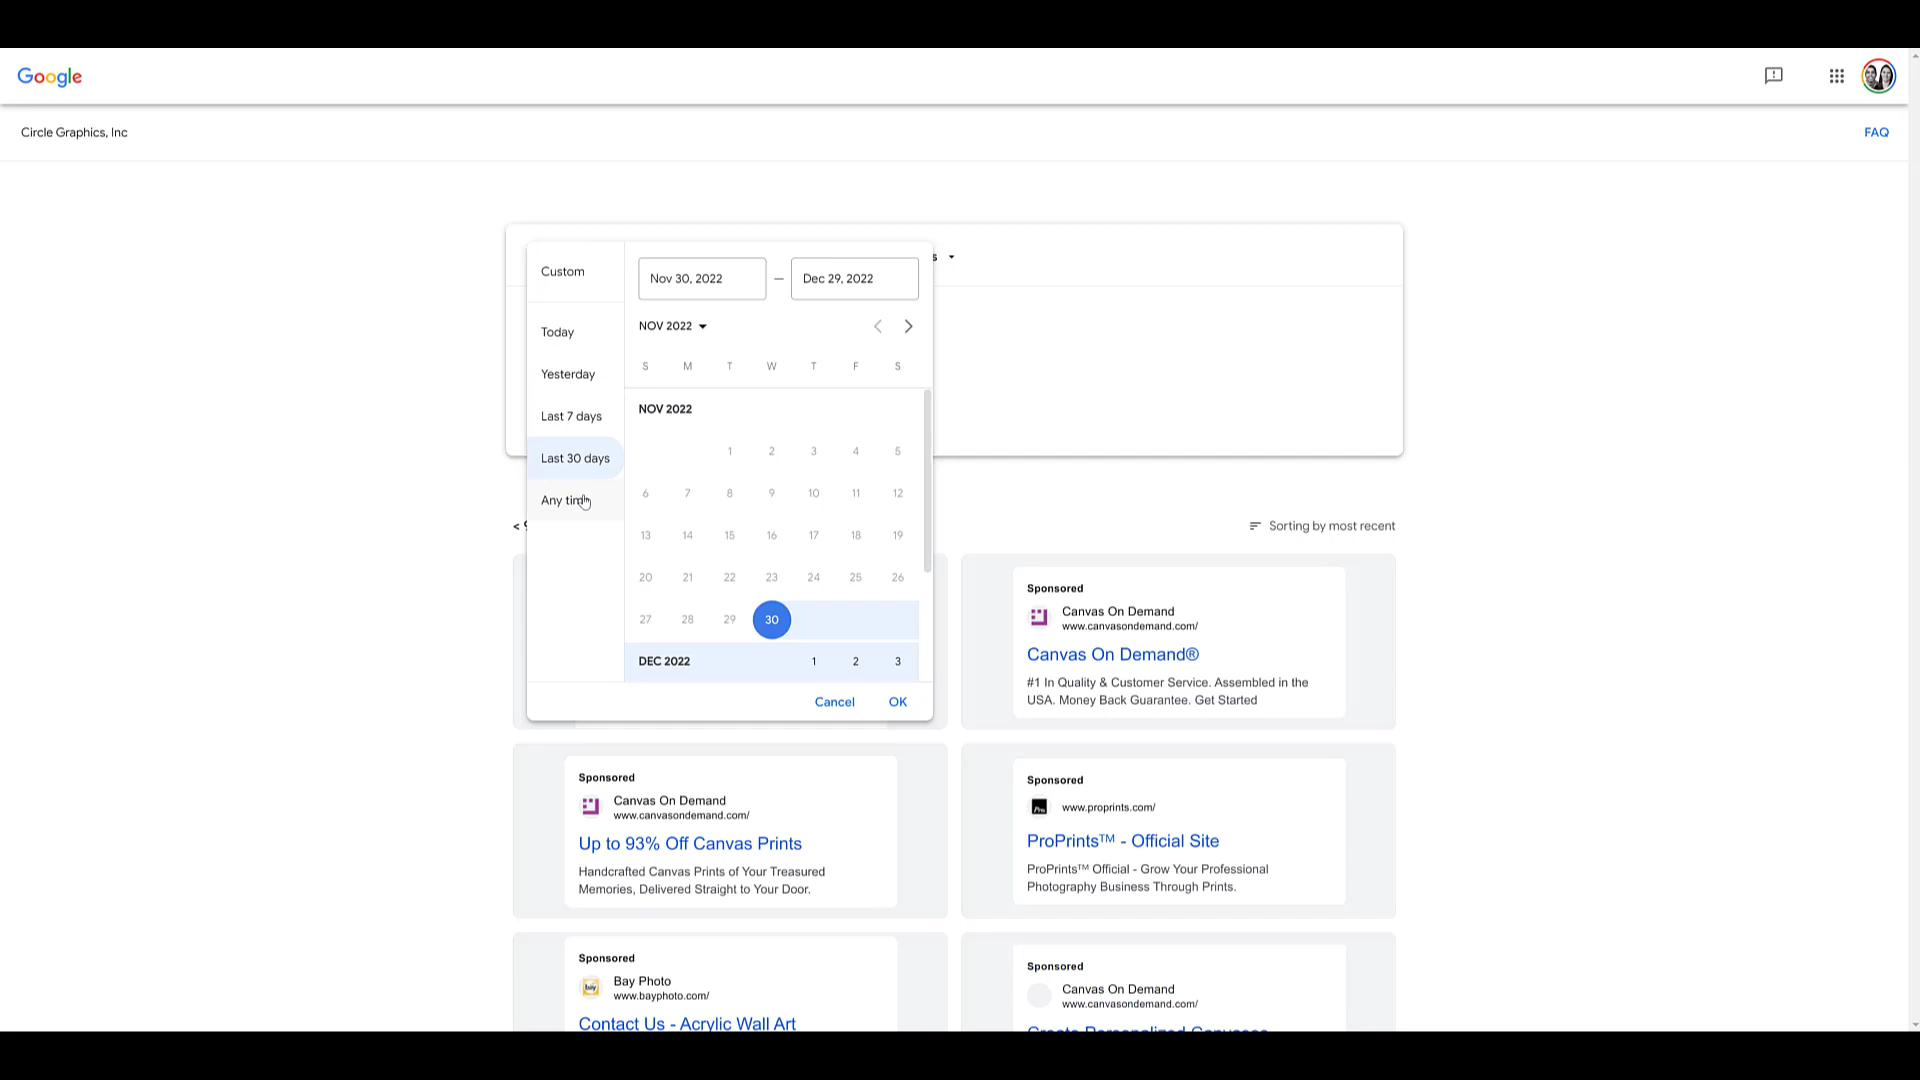 Google
Circle Graphics, Inc
FAQ
Custom
Nov 30, 2022 – Dec 29, 2022
Today
NOV 2022
Yesterday
S M T W T F S
Last 7 days
NOV 2022
Last 30 days
1 2 3 4 5
Any
6 7 8 9 10 11 12
13 14 15 16 17 18 19
20 21 22 23 24 25 26
27 28 29 30
DEC 2022 1 2 3
Cancel OK
<
Sorting by most recent
Sponsored
Canvas On Demand
www.canvasondemand.com/
Canvas On Demand®
#1 In Quality & Customer Service. Assembled in the
USA. Money Back Guarantee. Get Started
Sponsored
Canvas On Demand
www.canvasondemand.com/
Up to 93% Off Canvas Prints
Handcrafted Canvas Prints of Your Treasured
Memories, Delivered Straight to Your Door.
Sponsored
www.proprints.com/
ProPrints™ - Official Site
ProPrints™ Official - Grow Your Professional
Photography Business Through Prints.
Sponsored
Bay Photo
www.bayphoto.com/
Contact Us - Acrylic Wall Art
Sponsored
Canvas On Demand
www.canvasondemand.com/
Create Personalized Canvases